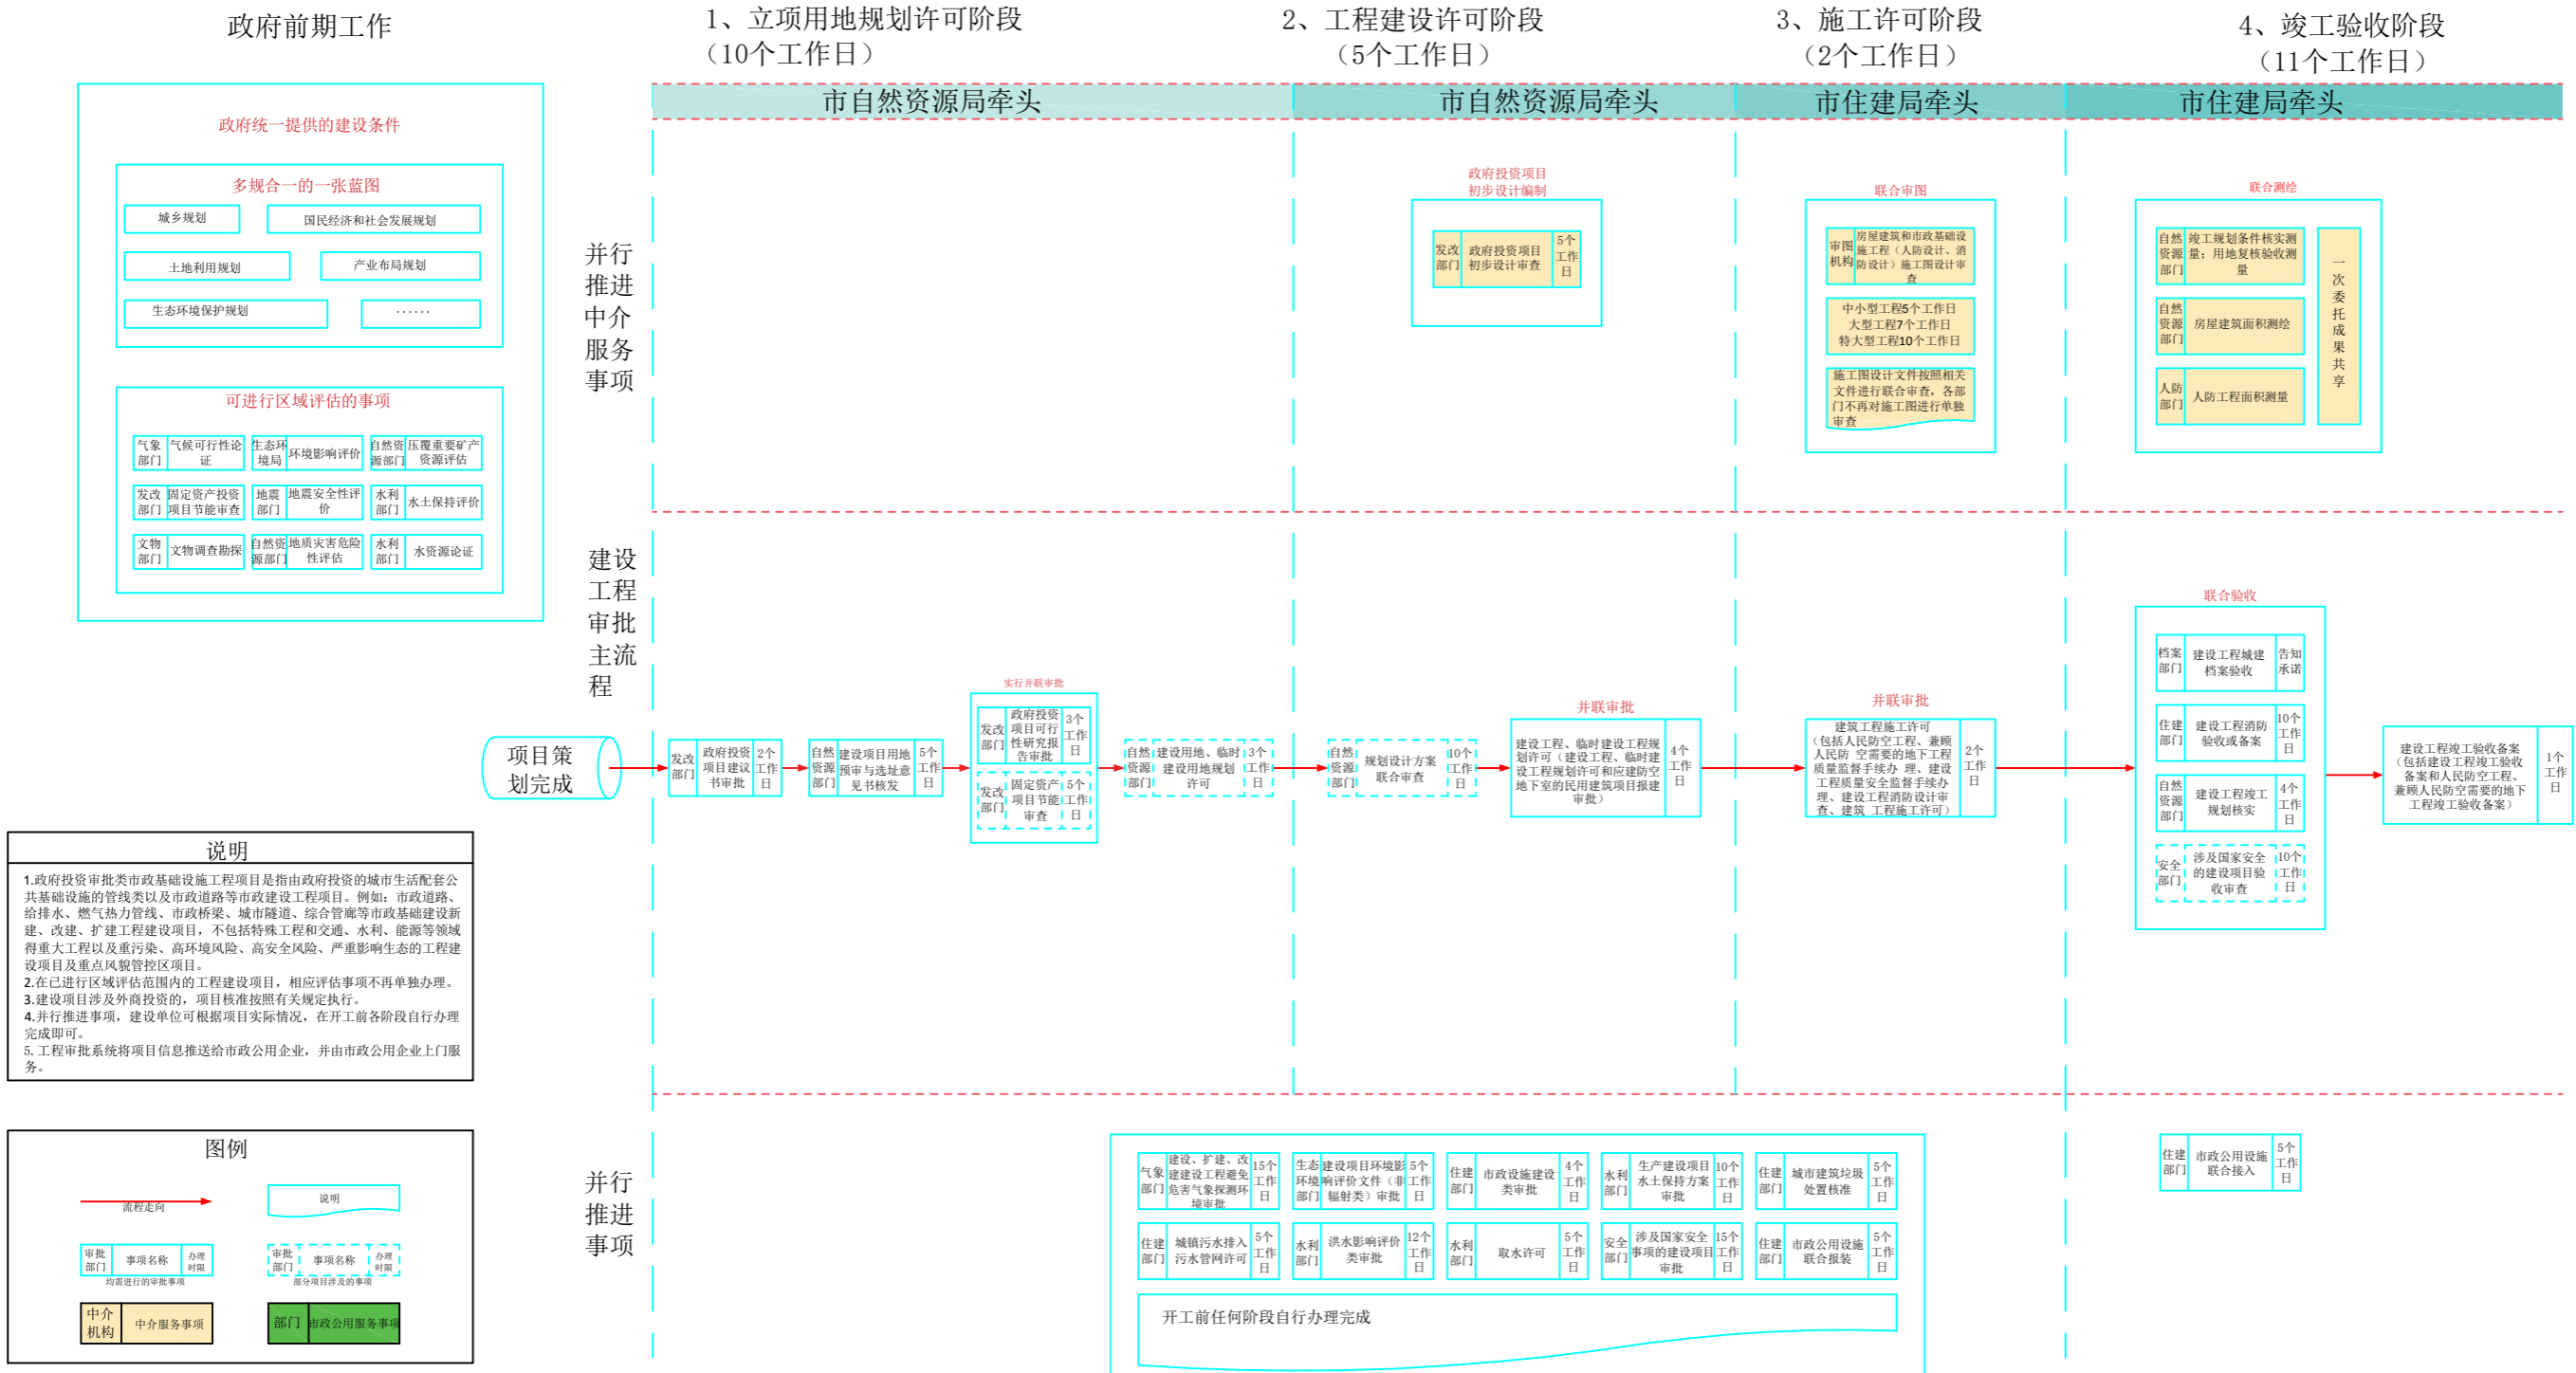 政府前期工作
1、立项用地规划许可阶段
（10个工作日）
2、工程建设许可阶段
（5个工作日）
3、施工许可阶段
（2个工作日）
4、竣工验收阶段
（11个工作日）
市自然资源局牵头
市自然资源局牵头
市住建局牵头
市住建局牵头
政府统一提供的建设条件
多规合一的一张蓝图
城乡规划
国民经济和社会发展规划
土地利用规划
产业布局规划
生态环境保护规划
······
可进行区域评估的事项
气象
部门
气候可行性论
证
生态环
境局
环境影响评价
自然资
源部门
压覆重要矿产
资源评估
发改
部门
固定资产投资
项目节能审查
地震
部门
地震安全性评
价
水利
部门
水土保持评价
文物
部门
文物调查勘探
自然资
源部门
地质灾害危险
性评估
水利
部门
水资源论证
并行
推进
中介
服务
事项
政府投资项目
初步设计编制
发改
部门
政府投资项目
初步设计审查
5个
工作
日
联合审图
审图
机构
房屋建筑和市政基础设
施工程（人防设计、消
防设计）施工图设计审
查
中小型工程5个工作日
大型工程7个工作日
特大型工程10个工作日
施工图设计文件按照相关
文件进行联合审查，各部
门不再对施工图进行单独
审查
联合测绘
自然
资源
部门
竣工规划条件核实测
量；用地复核验收测
量
自然
资源
部门
房屋建筑面积测绘
人防
部门
人防工程面积测量
一
次
委
托
成
果
共
享
建设
工程
审批
主流
程
项目策
划完成
发改
部门
政府投资
项目建议
书审批
2个
工作
日
自然
资源
部门
建设项目用地
预审与选址意
见书核发
5个
工作
日
实行并联审批
发改
部门
政府投资
项目可行
性研究报
告审批
3个
工作
日
发改
部门
固定资产
项目节能
审查
5个
工作
日
自然
资源
部门
建设用地、临时
建设用地规划
许可
3个
工作
日
自然
资源
部门
规划设计方案
联合审查
10个
工作
日
并联审批
建设工程、临时建设工程规
划许可（建设工程、临时建
设工程规划许可和应建防空
地下室的民用建筑项目报建
审批）
4个
工作
日
并联审批
建筑工程施工许可
（包括人民防空工程、兼顾
人民防 空需要的地下工程
质量监督手续办 理、建设
工程质量安全监督手续办
理、建设工程消防设计审
查、建筑 工程施工许可）
2个
工作
日
联合验收
档案
部门
建设工程城建
档案验收
告知
承诺
住建
部门
建设工程消防
验收或备案
10个
工作
日
自然
资源
部门
建设工程竣工
规划核实
4个
工作
日
安全
部门
涉及国家安全
的建设项目验
收审查
10个
工作
日
建设工程竣工验收备案
（包括建设工程竣工验收
备案和人民防空工程、
兼顾人民防空需要的地下
工程竣工验收备案）
1个
工作
日
说明
1.政府投资审批类市政基础设施工程项目是指由政府投资的城市生活配套公
共基础设施的管线类以及市政道路等市政建设工程项目。例如：市政道路、
给排水、燃气热力管线、市政桥梁、城市隧道、综合管廊等市政基础建设新
建、改建、扩建工程建设项目，不包括特殊工程和交通、水利、能源等领域
得重大工程以及重污染、高环境风险、高安全风险、严重影响生态的工程建
设项目及重点风貌管控区项目。
2.在已进行区域评估范围内的工程建设项目，相应评估事项不再单独办理。
3.建设项目涉及外商投资的，项目核准按照有关规定执行。
4.并行推进事项，建设单位可根据项目实际情况，在开工前各阶段自行办理
完成即可。
5. 工程审批系统将项目信息推送给市政公用企业，并由市政公用企业上门服
务。
图例
流程走向
说明
审批
部门
事项名称
办理
时限
均需进行的审批事项
审批
部门
事项名称
办理
时限
部分项目涉及的事项
中介
机构
中介服务事项
部门
市政公用服务事项
并行
推进
事项
气象
部门
建设、扩建、改
建建设工程避免
危害气象探测环
境审批
15个
工作
日
生态
环境
部门
建设项目环境影
响评价文件（非
辐射类）审批
5个
工作
日
住建
部门
市政设施建设
类审批
4个
工作
日
水利
部门
生产建设项目
水土保持方案
审批
10个
工作
日
住建
部门
城市建筑垃圾
处置核准
5个
工作
日
住建
部门
城镇污水排入
污水管网许可
5个
工作
日
水利
部门
洪水影响评价
类审批
12个
工作
日
水利
部门
取水许可
5个
工作
日
安全
部门
涉及国家安全
事项的建设项目
审批
15个
工作
日
住建
部门
市政公用设施
联合报装
5个
工作
日
开工前任何阶段自行办理完成
住建
部门
市政公用设施
联合接入
5个
工作
日